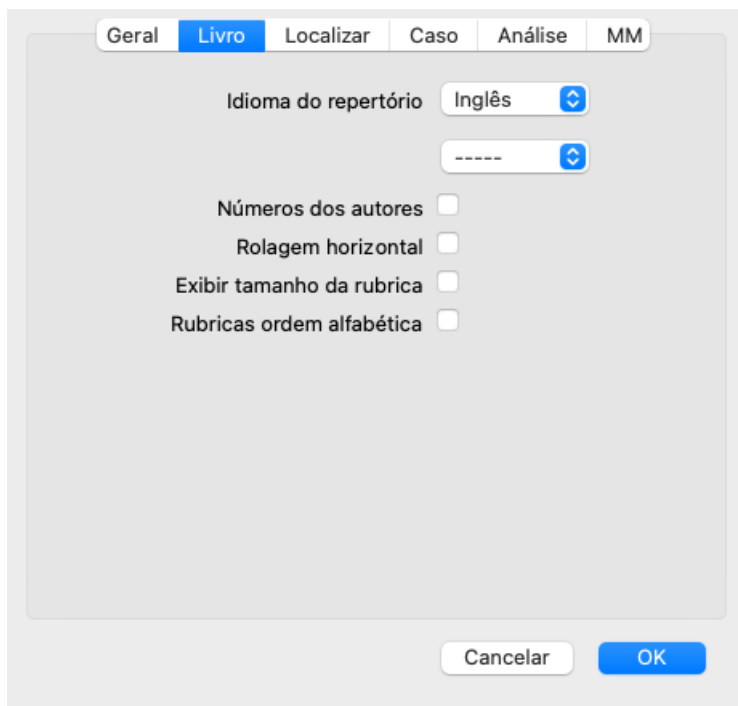 Geral Livro Localizar Caso Análise MM
Idioma do repertório Inglês
-----
Números dos autores
Rolagem horizontal
Exibir tamanho da rubrica
Rubricas ordem alfabética
Cancelar OK